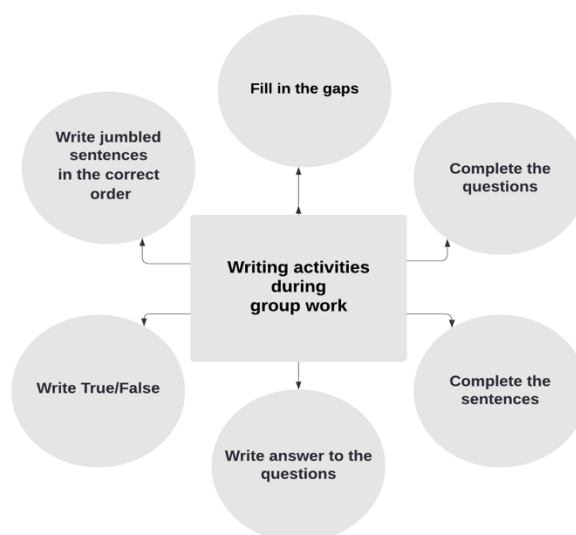 Fill in the gaps
Write jumbled
sentences
in the correct
order
Complete the
questions
Writing activities
during
group work
Write True/False
Complete the
sentences
Write answer to the
questions